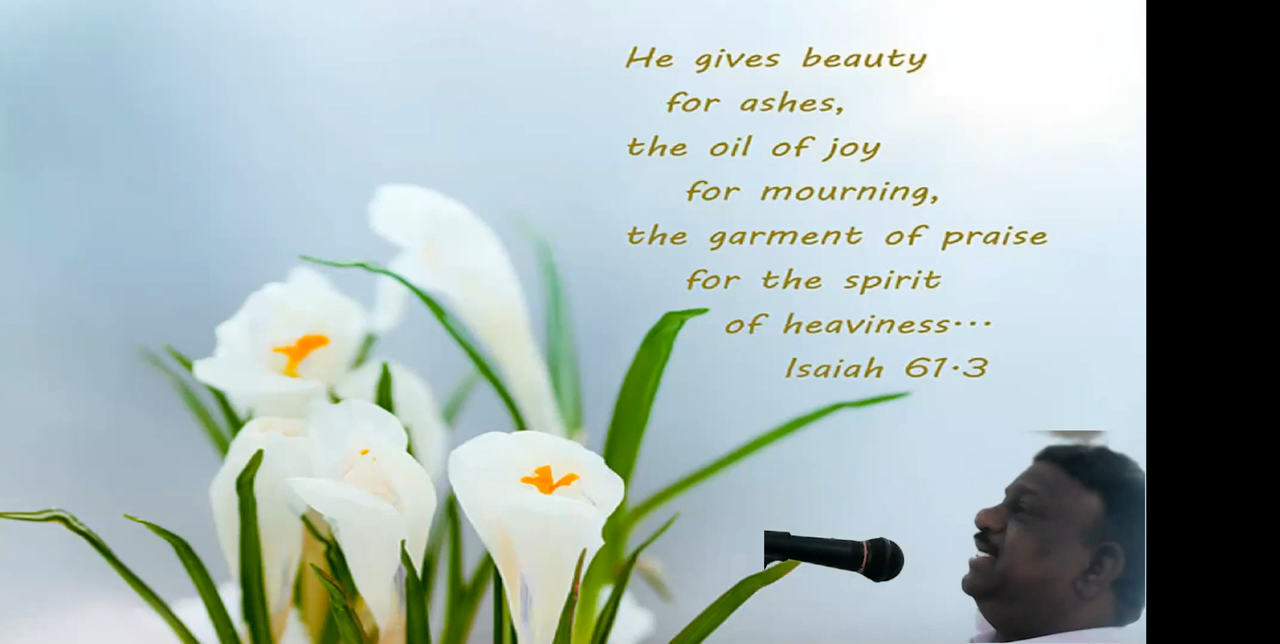 He gives beauty
for ashes,
the oil of joy
for mourning,
the garment of praise
for the spirit
of heaviness...
Isaiah 61:3